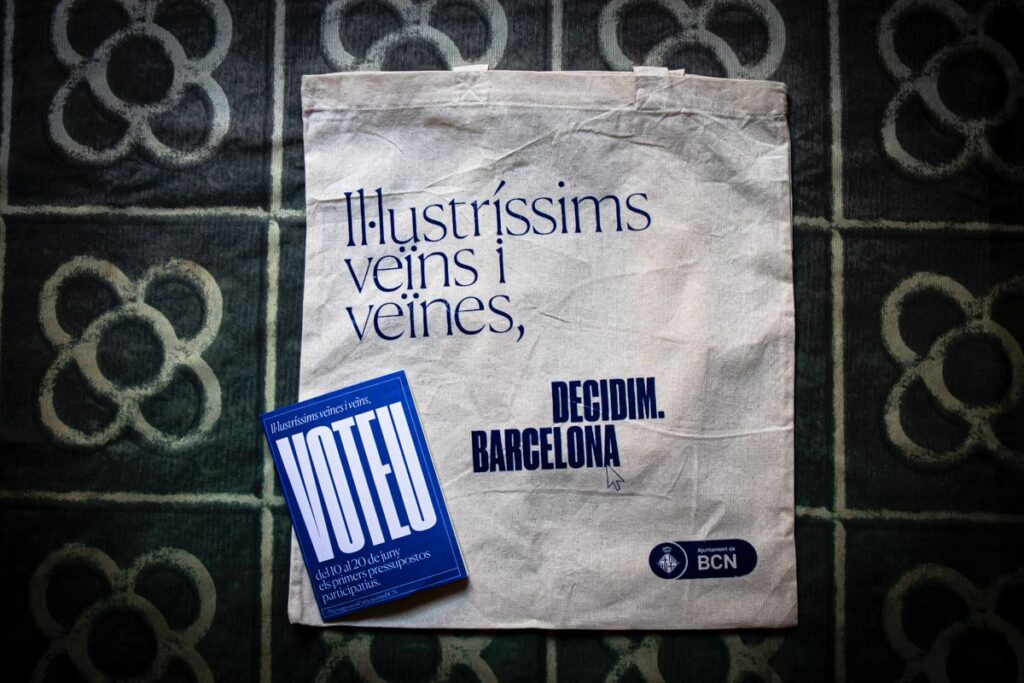 Il·lustríssims
veïns i
veïnes,
DECIDIM.
BARCELONA
Ajuntament de
BCN
Il·lustríssims veïnes i veïns,
VOTEU
del 10 al 20 de juny
els primers pressupostos
participatius.